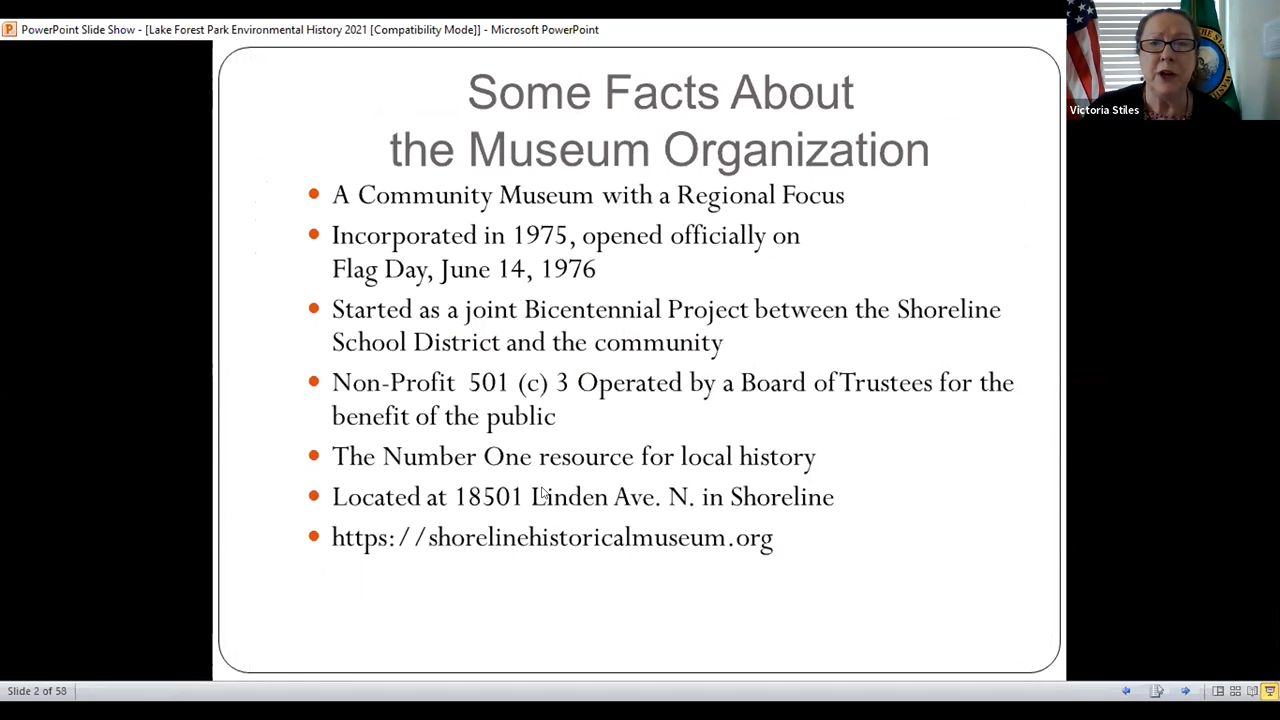 PowerPoint Slide Show - [Lake Forest Park Environmental History 2021 [Compatibility Mode]] - Microsoft PowerPoint
Victoria Stiles
Some Facts About
the Museum Organization
• A Community Museum with a Regional Focus
• Incorporated in 1975, opened officially on
Flag Day, June 14, 1976
• Started as a joint Bicentennial Project between the Shoreline
School District and the community
• Non-Profit 501 (c) 3 Operated by a Board of Trustees for the
benefit of the public
• The Number One resource for local history
• Located at 18501 Linden Ave. N. in Shoreline
• https://shorelinehistoricalmuseum.org
Slide 2 of 58